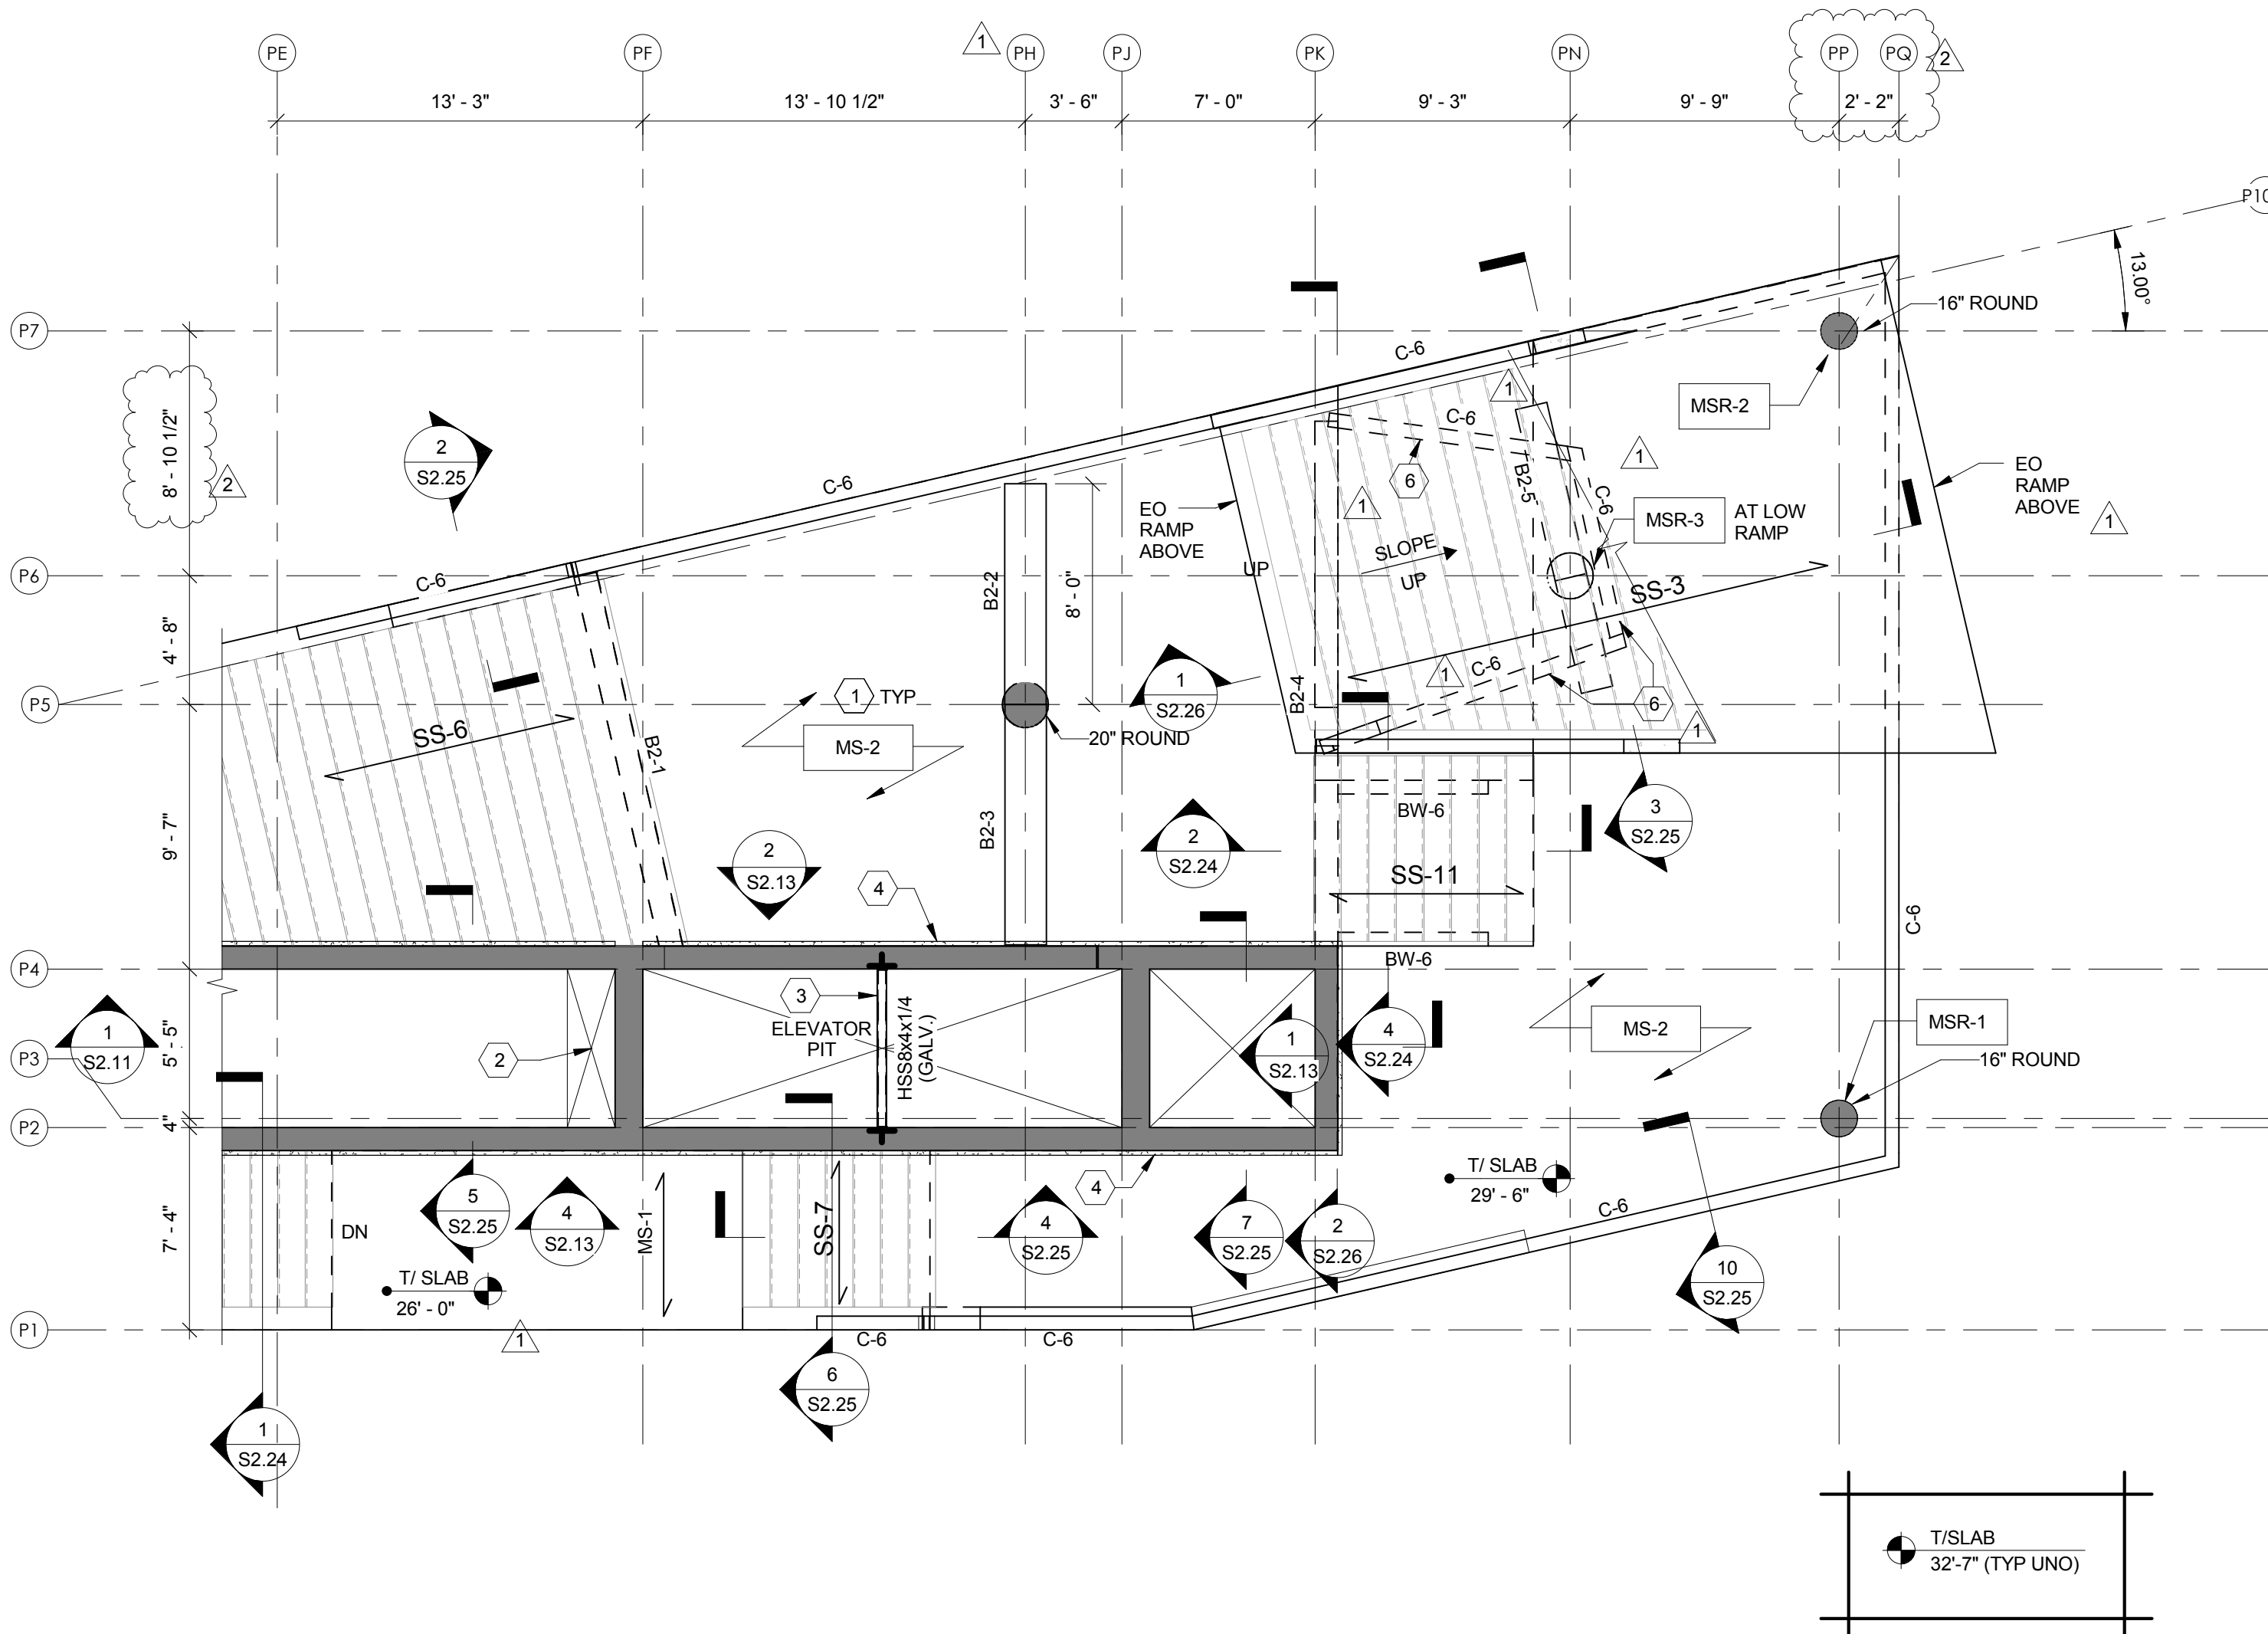 PE
PF
1
PH
PJ
PK
PN
PP
PQ
2
13' - 3"
13' - 10 1/2"
3' - 6"
7' - 0"
9' - 3"
9' - 9"
2' - 2"
P10
13.00°
P7
16" ROUND
C-6
MSR-2
1
C-6
8' - 10 1/2"
2
2
S2.25
C-6
6
B2-5
C-6
1
1
EO
RAMP
ABOVE
EO
RAMP
ABOVE
1
MSR-3
AT LOW
RAMP
SLOPE
UP
UP
P6
C-6
B2-2
8' - 0"
SS-3
4' - 8"
1
S2.26
1
C-6
B2-4
6
P5
1 TYP
SS-6
B2-1
MS-2
20" ROUND
1
9' - 7"
B2-3
BW-6
3
S2.25
2
S2.13
2
S2.24
4
SS-11
C-6
P4
BW-6
3
ELEVATOR
PIT
HSS8x4x1/4
(GALV.)
1
S2.11
5' - 5"
P3
2
1
S2.13
4
S2.24
MS-2
MSR-1
16" ROUND
4"
P2
7' - 4"
DN
5
S2.25
4
S2.13
MS-1
SS-7
4
S2.25
4
7
S2.25
2
S2.26
T/ SLAB
29' - 6"
C-6
10
S2.25
T/ SLAB
26' - 0"
P1
1
C-6
C-6
6
S2.25
1
S2.24
T/SLAB
32'-7" (TYP UNO)